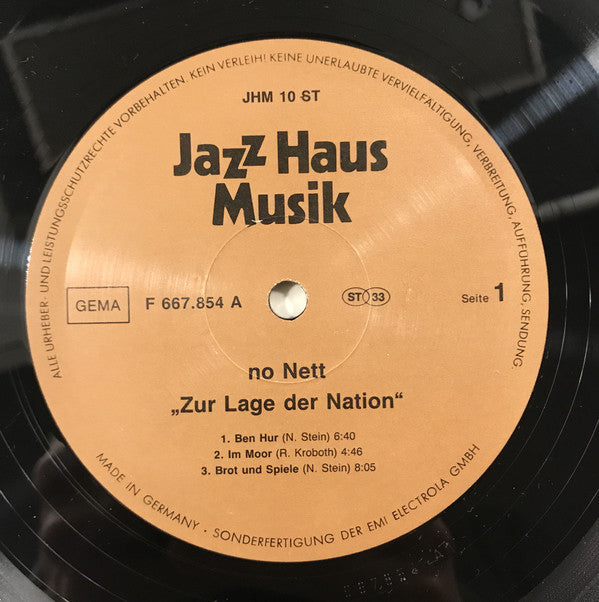 ALLE URHEBER- UND LEISTUNGSSCHUTZRECHTE VORBEHALTEN. KEIN VERLEIH! KEINE UNERLAUBTE VERVIELFÄLTIGUNG, VERBREITUNG, AUFFÜHRUNG, SENDUNG.
JHM 10 ST
Jazz Haus
Musik
GEMA F 667.854 A ST 33 Seite 1
no Nett
„Zur Lage der Nation“
1. Ben Hur (N. Stein) 6:40
2. Im Moor (R. Kroboth) 4:46
3. Brot und Spiele (N. Stein) 8:05
MADE IN GERMANY · SONDERFERTIGUNG DER EMI ELECTROLA GMBH